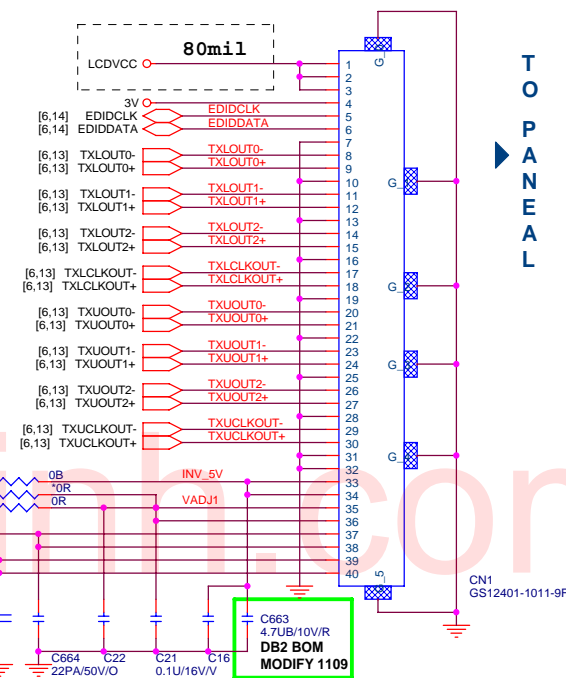 80mil
LCDVCC
3V
[6,14] EDIDCLK EDIDCLK
[6,14] EDIDDATA EDIDDATA
[6,13] TXLOUT0- TXLOUT0-
[6,13] TXLOUT0+ TXLOUT0+
[6,13] TXLOUT1- TXLOUT1-
[6,13] TXLOUT1+ TXLOUT1+
[6,13] TXLOUT2- TXLOUT2-
[6,13] TXLOUT2+ TXLOUT2+
[6,13] TXLCLKOUT- TXLCLKOUT-
[6,13] TXLCLKOUT+ TXLCLKOUT+
[6,13] TXUOUT0- TXUOUT0-
[6,13] TXUOUT0+ TXUOUT0+
[6,13] TXUOUT1- TXUOUT1-
[6,13] TXUOUT1+ TXUOUT1+
[6,13] TXUOUT2- TXUOUT2-
[6,13] TXUOUT2+ TXUOUT2+
[6,13] TXUCLKOUT- TXUCLKOUT-
[6,13] TXUCLKOUT+ TXUCLKOUT+
0B INV_5V
*0R
0R VADJ1
1
2
3
4
5
6
7
8
9
10
11
12
13
14
15
16
17
18
19
20
21
22
23
24
25
26
27
28
29
30
31
32
33
34
35
36
37
38
39
40
G_
G_
G_
G_
_5
TO PANEAL
CN1
GS12401-1011-9F
C663
4.7UB/10V/R
DB2 BOM
MODIFY 1109
C664 C22 C21 C16
22PA/50V/O 0.1U/16V/V
inh.com